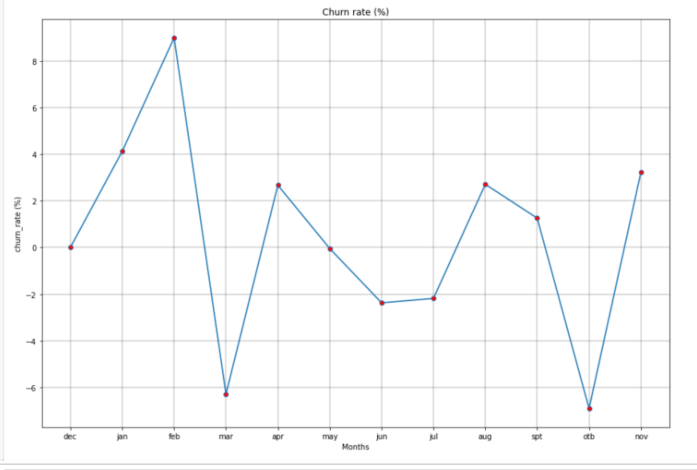 Churn rate (%)
8
6
4
2
0
−2
−4
−6
churn_rate (%)
dec jan feb mar apr may jun jul aug spt otb nov
Months